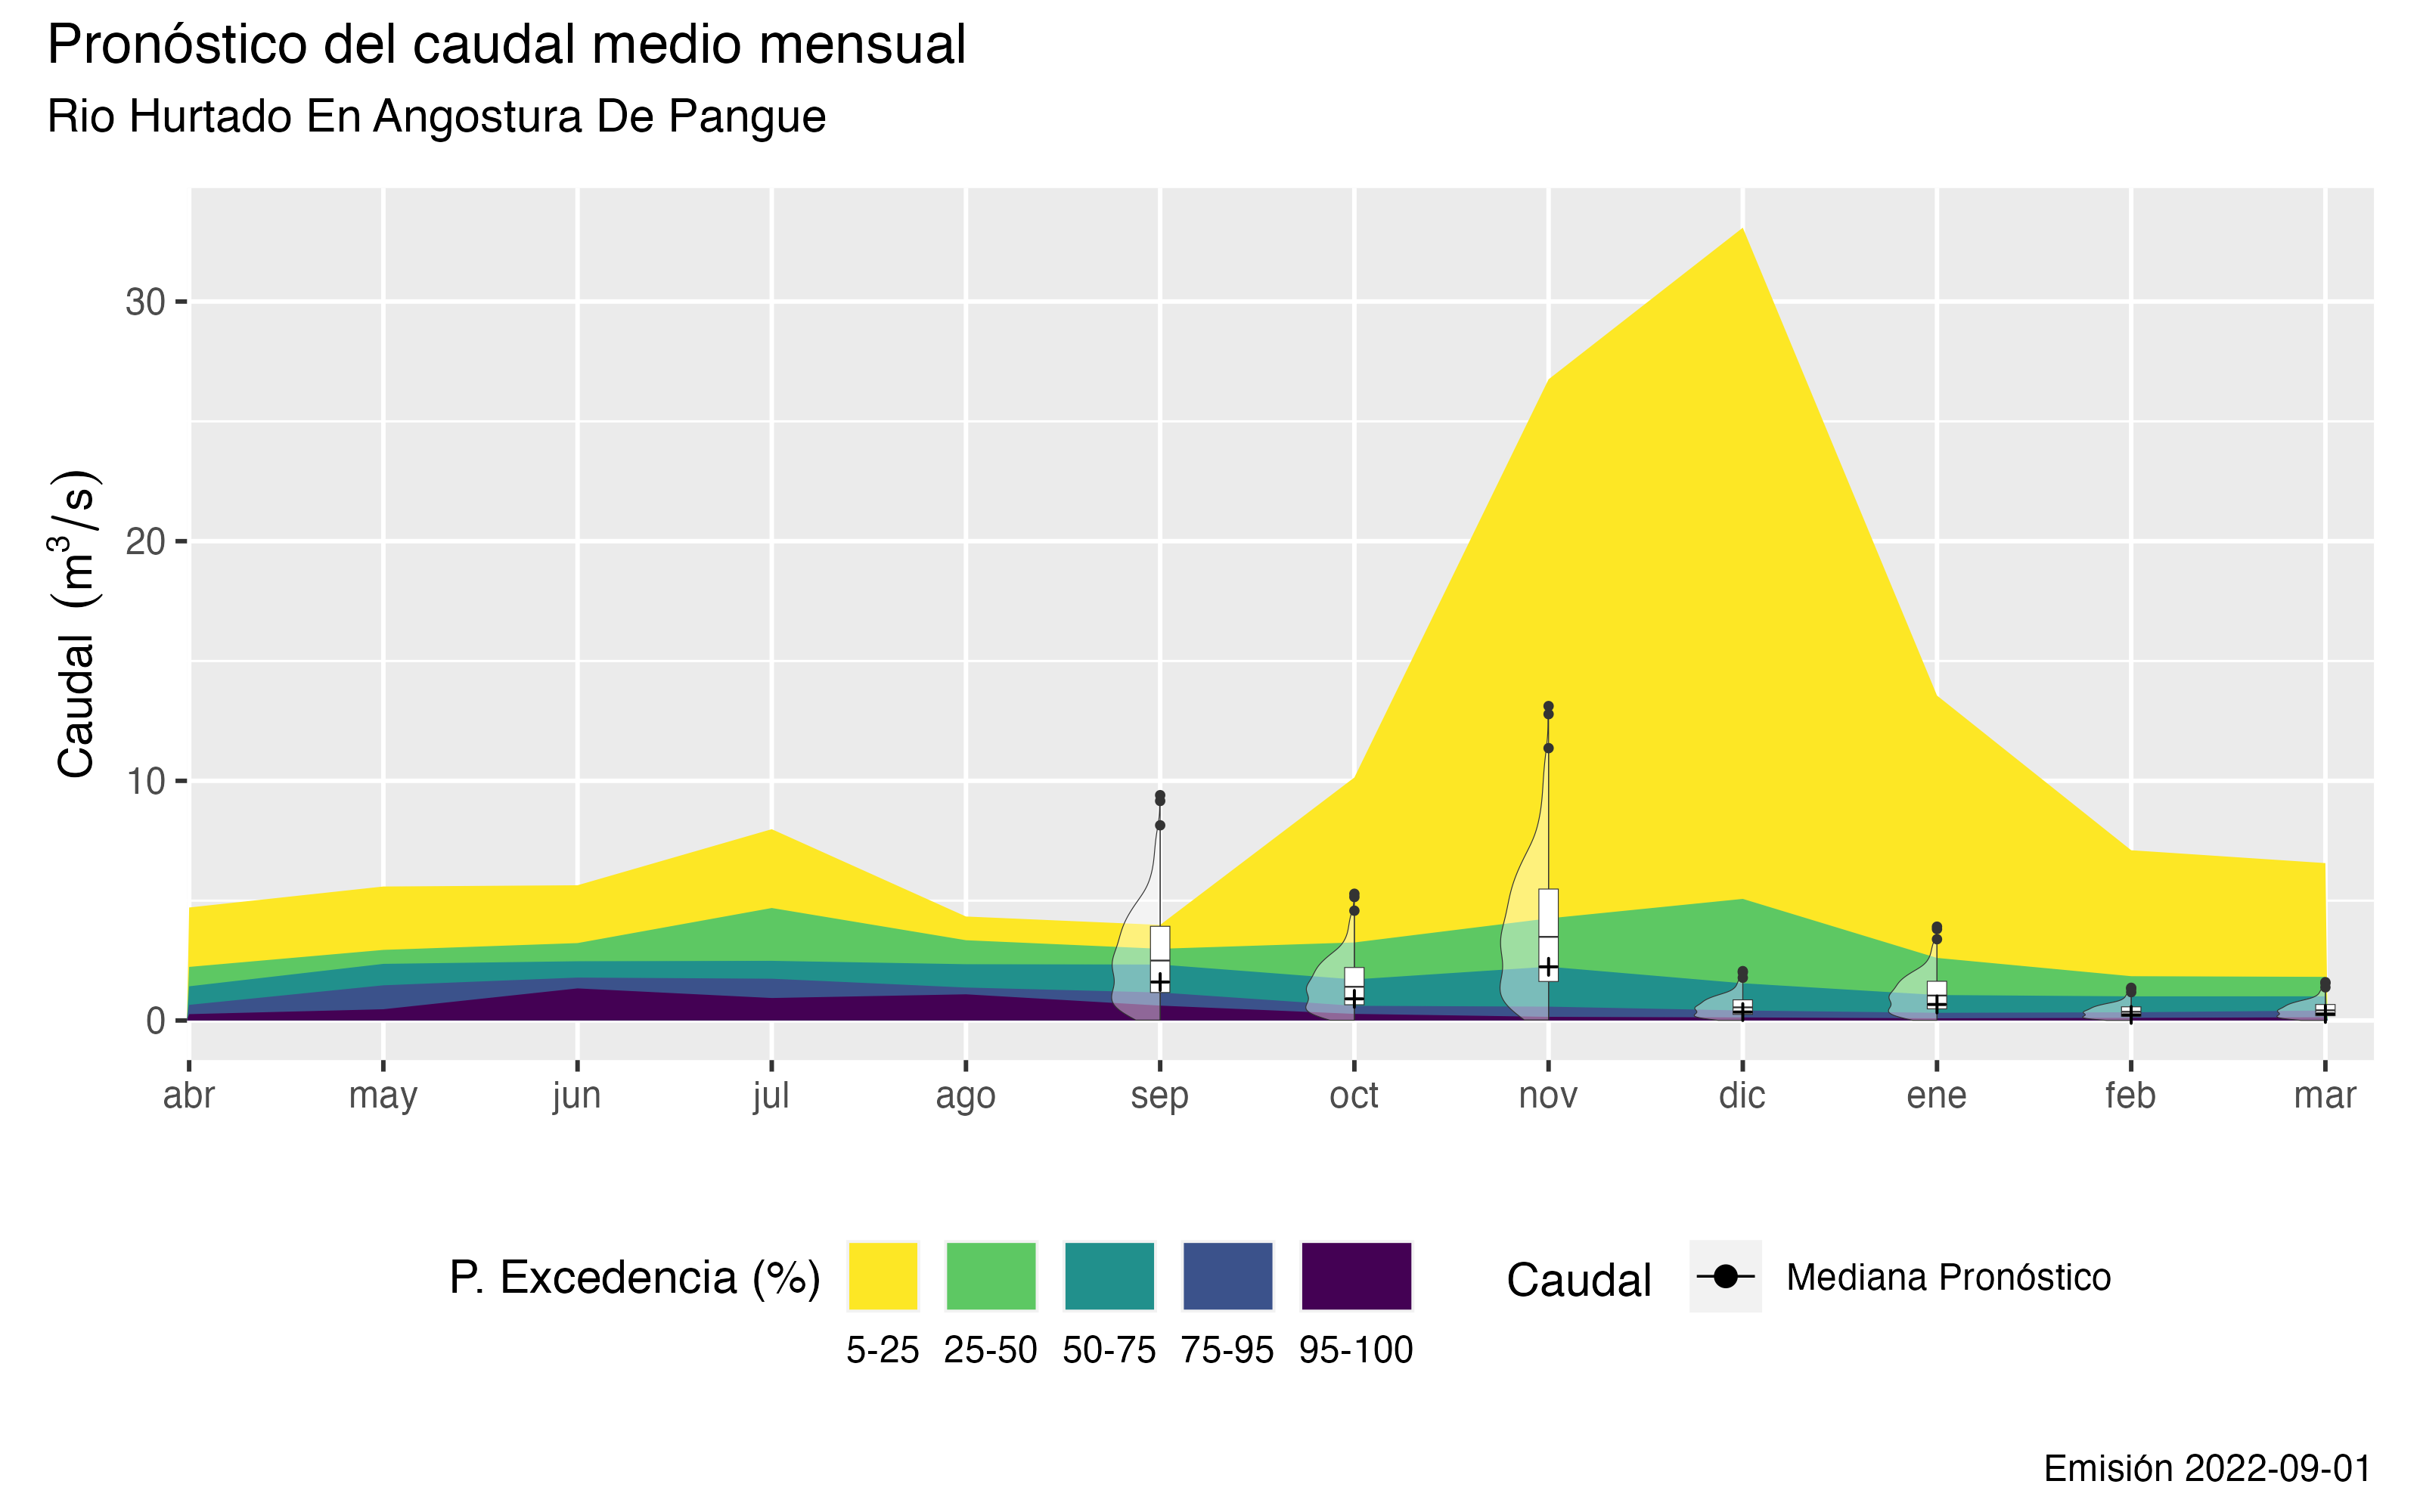 Pronóstico del caudal medio mensual
Rio Hurtado En Angostura De Pangue
Caudal (m³/s)
30
20
10
0
abr may jun jul ago sep oct nov dic ene feb mar
P. Excedencia (%)
5-25 25-50 50-75 75-95 95-100
Caudal
Mediana Pronóstico
Emisión 2022-09-01